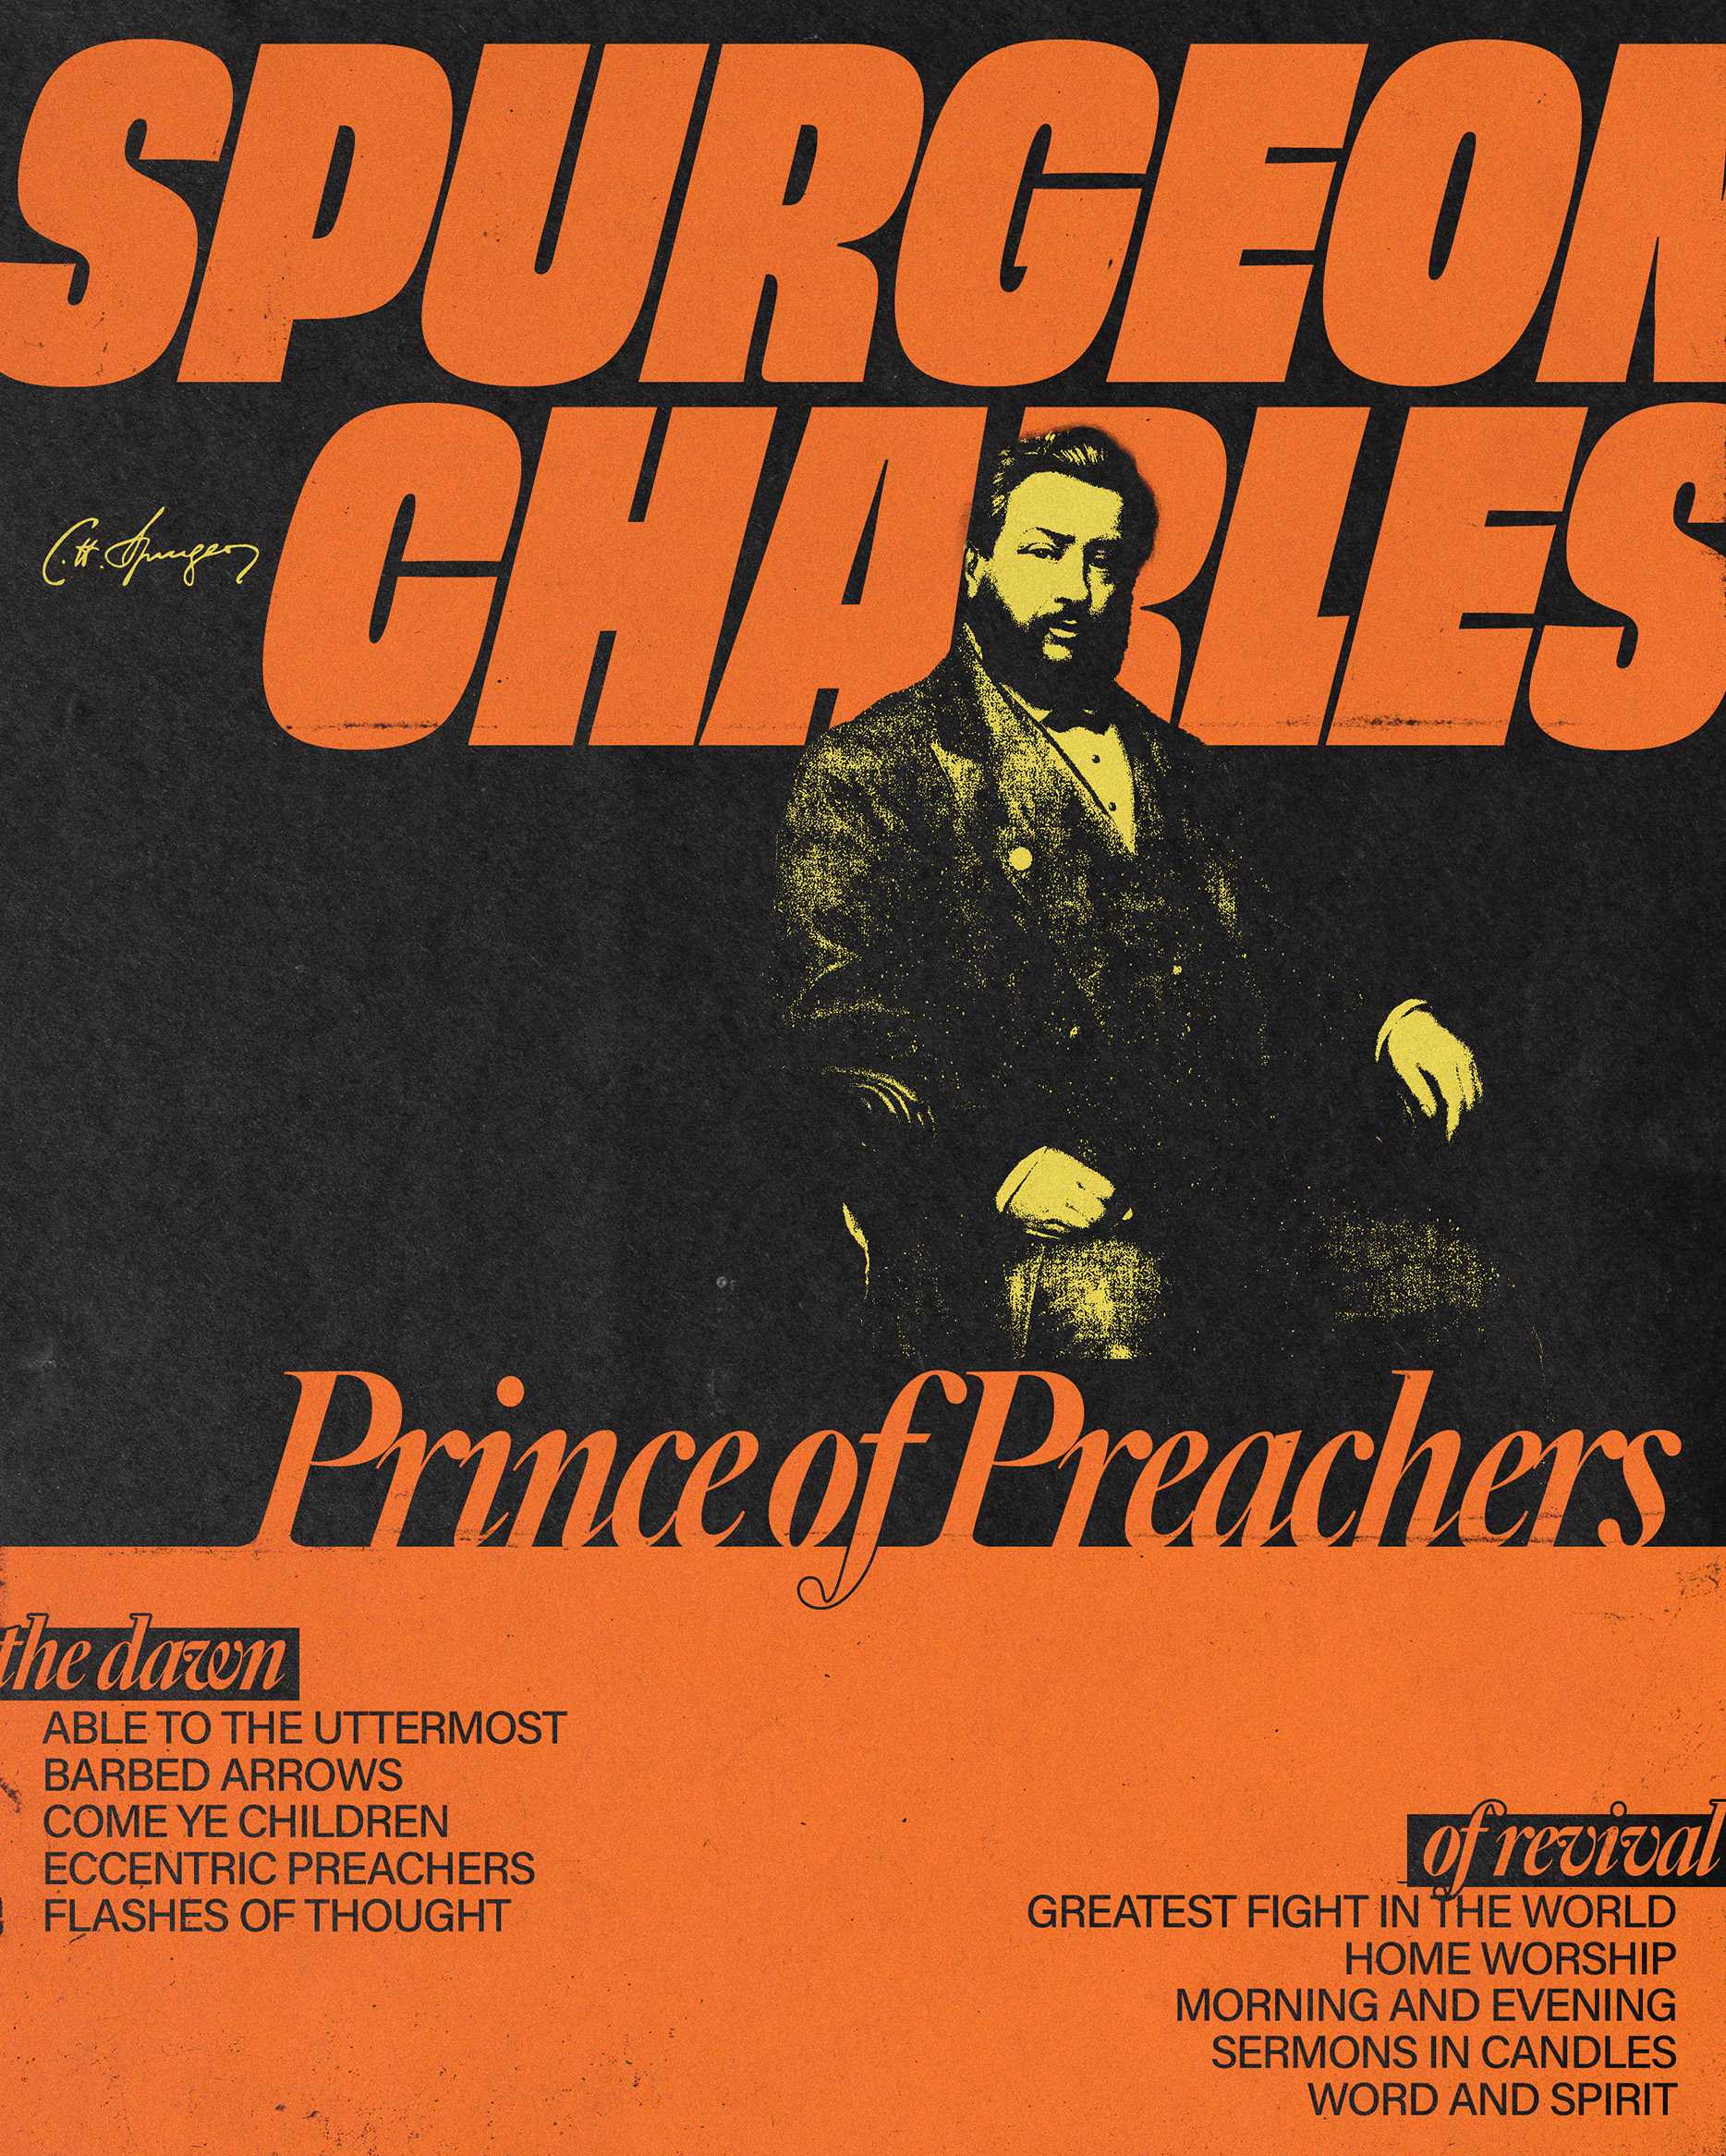 SPURGEON
CHARLES
C.H. Spurgeon
Prince of Preachers
the dawn
ABLE TO THE UTTERMOST
BARBED ARROWS
COME YE CHILDREN
ECCENTRIC PREACHERS
FLASHES OF THOUGHT
of revival
GREATEST FIGHT IN THE WORLD
HOME WORSHIP
MORNING AND EVENING
SERMONS IN CANDLES
WORD AND SPIRIT